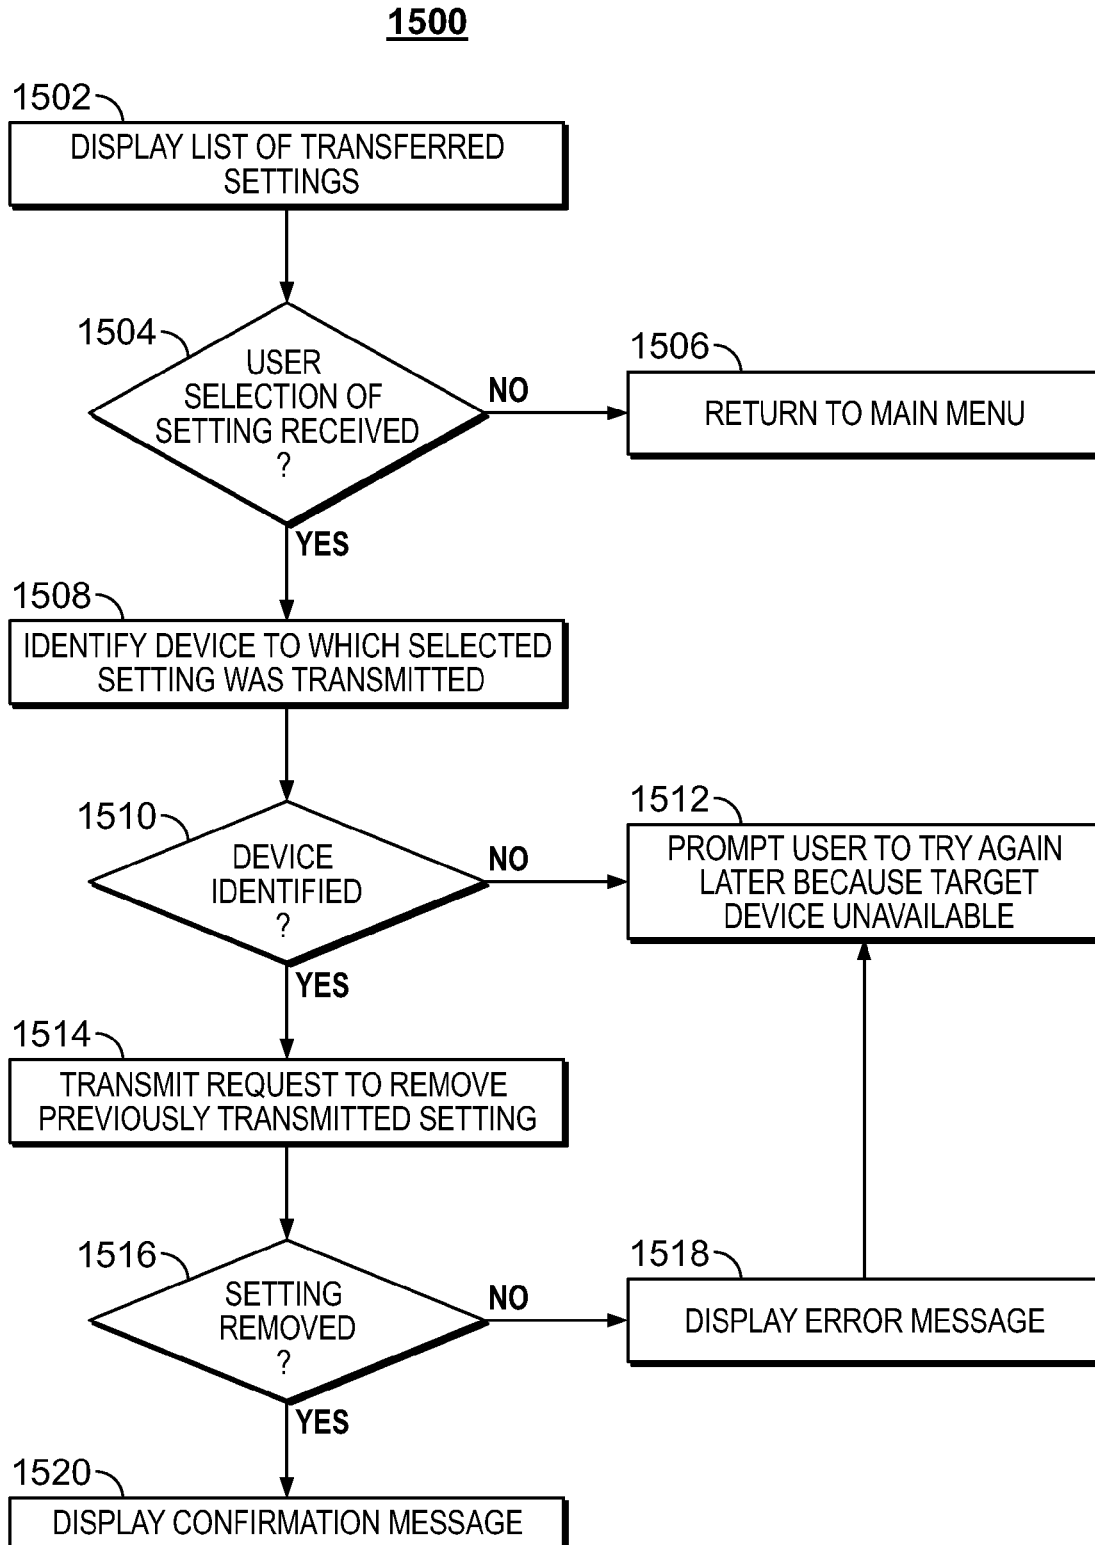 1500
1502
DISPLAY LIST OF TRANSFERRED
SETTINGS
1504
USER
SELECTION OF
SETTING RECEIVED
?
NO
1506
RETURN TO MAIN MENU
YES
1508
IDENTIFY DEVICE TO WHICH SELECTED
SETTING WAS TRANSMITTED
1510
DEVICE
IDENTIFIED
?
NO
1512
PROMPT USER TO TRY AGAIN
LATER BECAUSE TARGET
DEVICE UNAVAILABLE
YES
1514
TRANSMIT REQUEST TO REMOVE
PREVIOUSLY TRANSMITTED SETTING
1516
SETTING
REMOVED
?
NO
1518
DISPLAY ERROR MESSAGE
YES
1520
DISPLAY CONFIRMATION MESSAGE